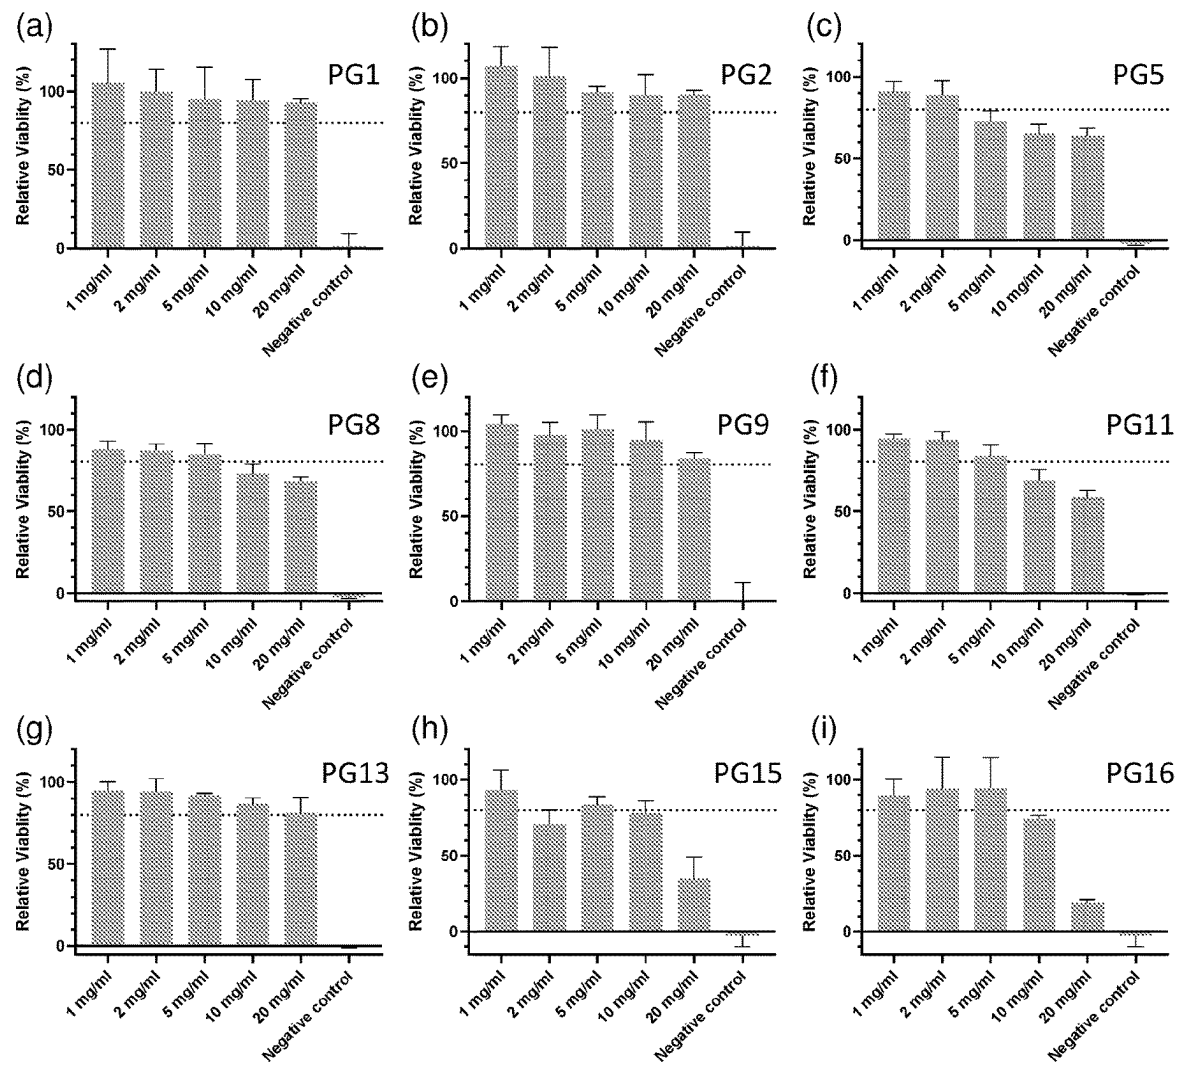 (a)
PG1
Relative Viablity (%)
100
50
0
1 mg/ml
2 mg/ml
5 mg/ml
10 mg/ml
20 mg/ml
Negative control
(b)
PG2
Relative Viablity (%)
100
50
0
1 mg/ml
2 mg/ml
5 mg/ml
10 mg/ml
20 mg/ml
Negative control
(c)
PG5
Relative Viablity (%)
100
50
0
1 mg/ml
2 mg/ml
5 mg/ml
10 mg/ml
20 mg/ml
Negative control
(d)
PG8
Relative Viablity (%)
100
50
0
1 mg/ml
2 mg/ml
5 mg/ml
10 mg/ml
20 mg/ml
Negative control
(e)
PG9
Relative Viablity (%)
100
50
0
1 mg/ml
2 mg/ml
5 mg/ml
10 mg/ml
20 mg/ml
Negative control
(f)
PG11
Relative Viablity (%)
100
50
0
1 mg/ml
2 mg/ml
5 mg/ml
10 mg/ml
20 mg/ml
Negative control
(g)
PG13
Relative Viablity (%)
100
50
0
1 mg/ml
2 mg/ml
5 mg/ml
10 mg/ml
20 mg/ml
Negative control
(h)
PG15
Relative Viablity (%)
100
50
0
1 mg/ml
2 mg/ml
5 mg/ml
10 mg/ml
20 mg/ml
Negative control
(i)
PG16
Relative Viablity (%)
100
50
0
1 mg/ml
2 mg/ml
5 mg/ml
10 mg/ml
20 mg/ml
Negative control